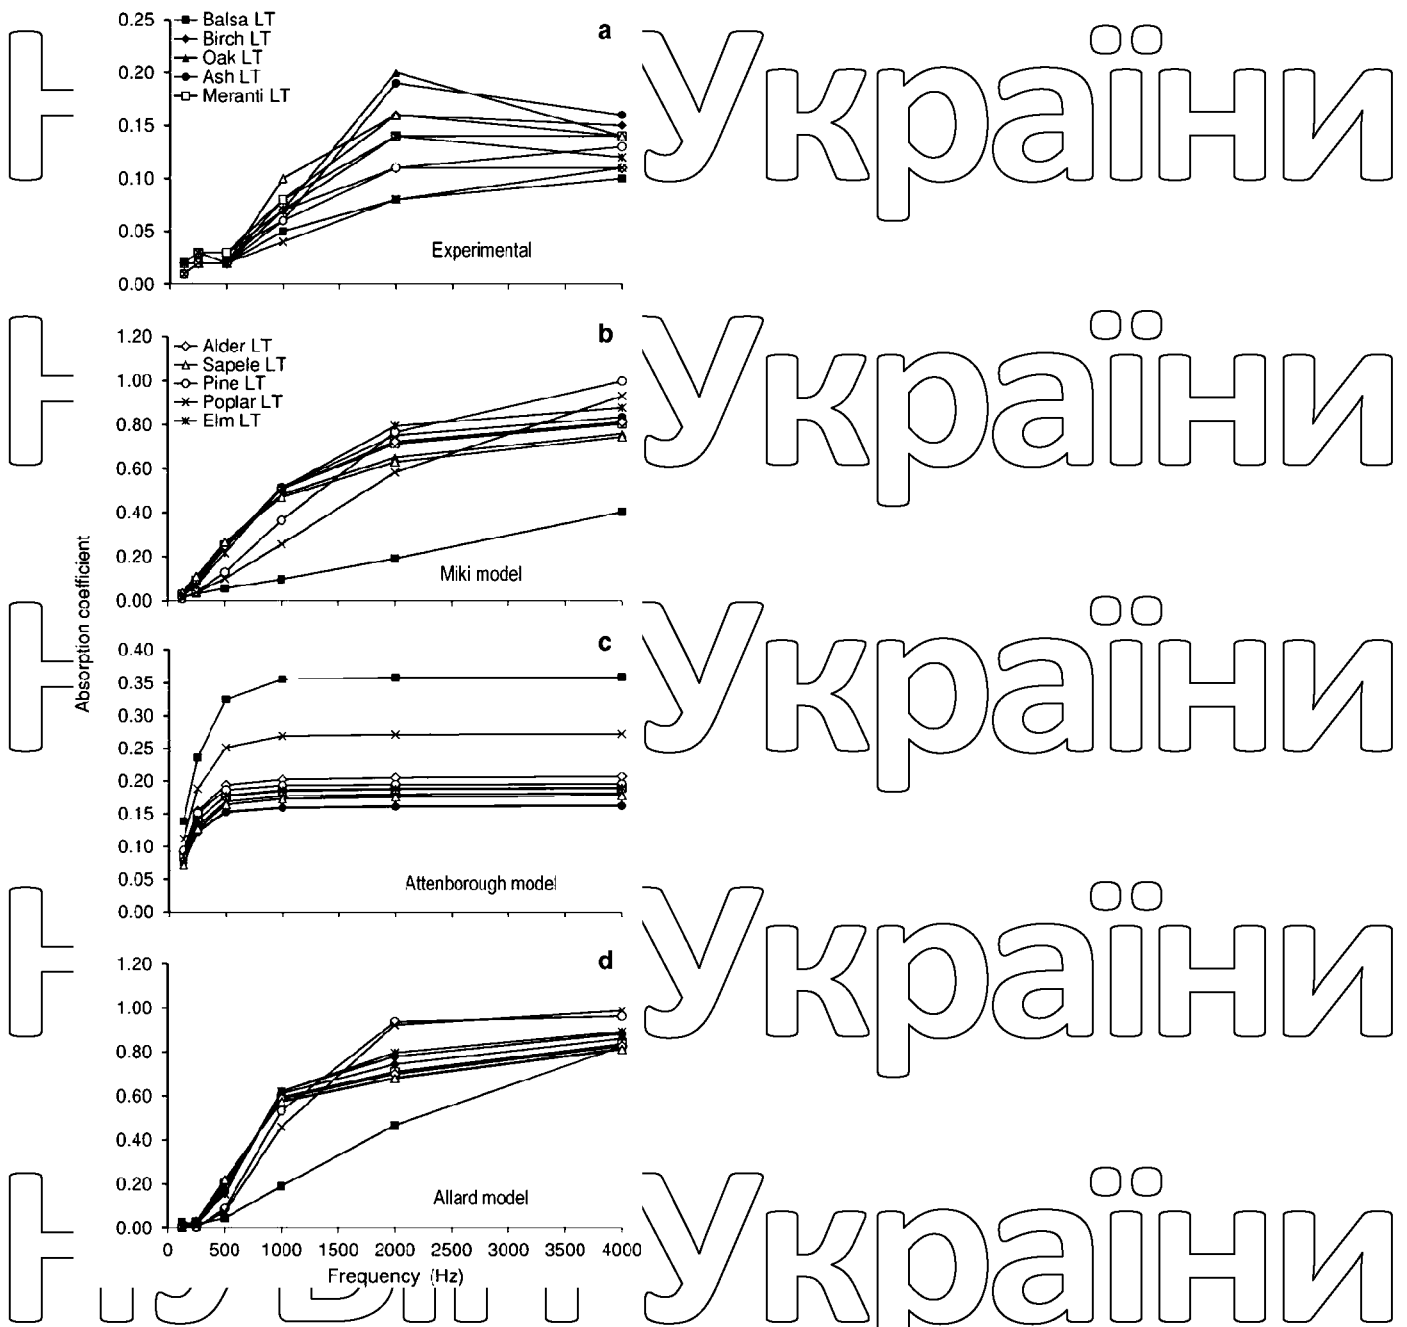 0.25
0.20
0.15
0.10
0.05
0.00
Balsa LT
Birch LT
Oak LT
Ash LT
Meranti LT
a
Experimental
України
1.20
1.00
0.80
0.60
0.40
0.20
0.00
Alder LT
Sapele LT
Pine LT
Poplar LT
Elm LT
b
Miki model
України
Absorption coefficient
0.40
0.35
0.30
0.25
0.20
0.15
0.10
0.05
0.00
c
Attenborough model
України
1.20
1.00
0.80
0.60
0.40
0.20
0.00
d
Allard model
України
0 500 1000 1500 2000 2500 3000 3500 4000
Frequency (Hz)
України